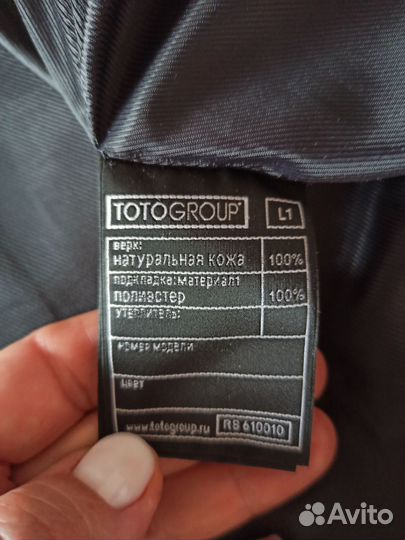 TOTOGROUP L1
верх:
натуральная кожа 100%
подкладка:материал1
полиэстер 100%
утеплитель:
номер модели
цвет
www.totogroup.ru RB 610010
Avito